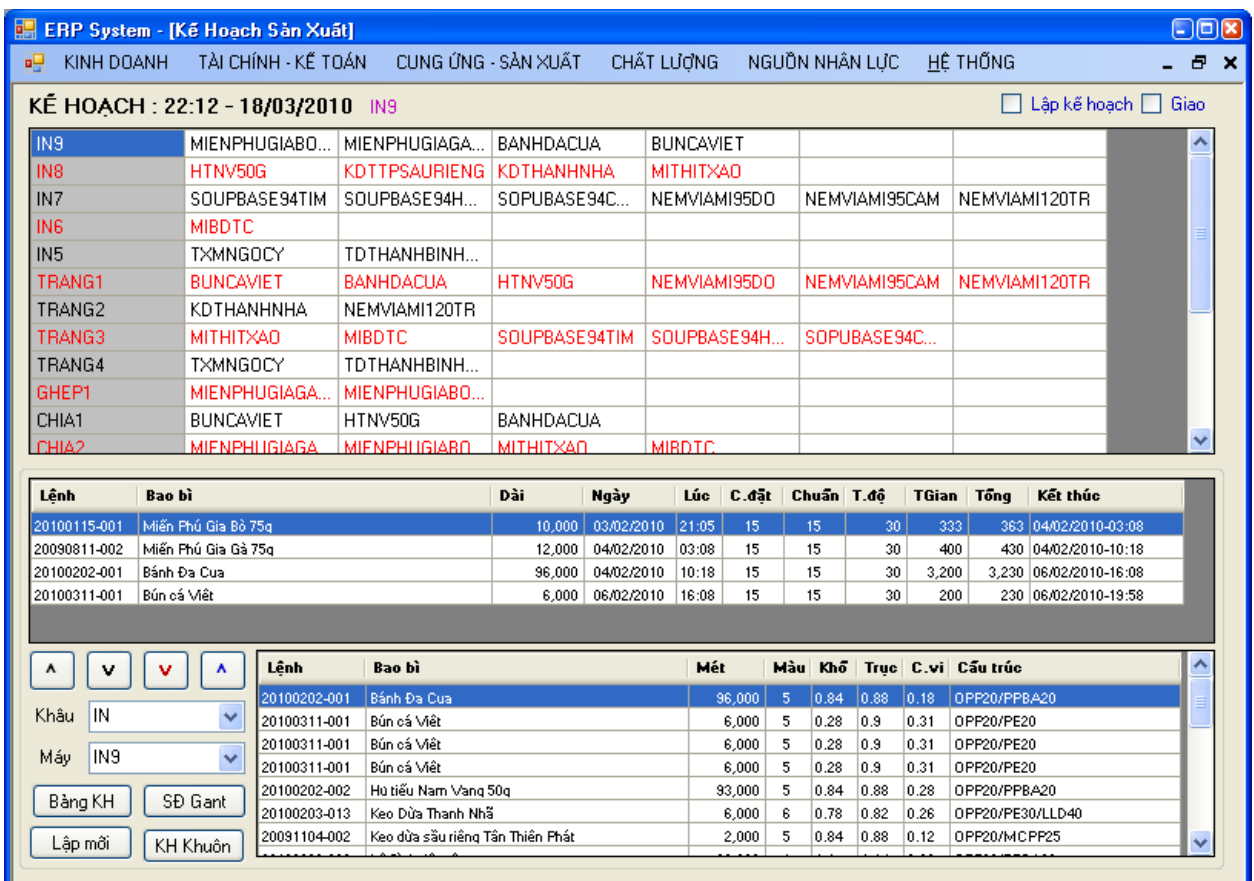 ERP System - [Kế Hoạch Sản Xuất]
KINH DOANH TÀI CHÍNH - KẾ TOÁN CUNG ỨNG - SẢN XUẤT CHẤT LƯỢNG NGUỒN NHÂN LỰC HỆ THỐNG
KẾ HOẠCH : 22:12 - 18/03/2010 IN9 Lập kế hoạch Giao
IN9 MIENPHUGIABO... MIENPHUGIAGA... BANHDACUA BUNCAVIET
IN8 HTNV50G KDTTPSAURIENG KDTHANHNHA MITHITXAO
IN7 SOUPBASE94TIM SOUPBASE94H... SOPUBASE94C... NEMVIAMI95DO NEMVIAMI95CAM NEMVIAMI120TR
IN6 MIBDTC
IN5 TXMNGOCY TDTHANHBINH...
TRANG1 BUNCAVIET BANHDACUA HTNV50G NEMVIAMI95DO NEMVIAMI95CAM NEMVIAMI120TR
TRANG2 KDTHANHNHA NEMVIAMI120TR
TRANG3 MITHITXAO MIBDTC SOUPBASE94TIM SOUPBASE94H... SOPUBASE94C...
TRANG4 TXMNGOCY TDTHANHBINH...
GHEP1 MIENPHUGIAGA... MIENPHUGIABO...
CHIA1 BUNCAVIET HTNV50G BANHDACUA
CHIA2 MIENPHUGIAGA MIENPHUGIABO MITHITXAO MIBDTC
Lệnh Bao bì Dài Ngày Lúc C.đặt Chuẩn T.độ TGian Tổng Kết thúc
20100115-001 Miến Phú Gia Bò 75g 10,000 03/02/2010 21:05 15 15 30 333 363 04/02/2010-03:08
20090811-002 Miến Phú Gia Gà 75g 12,000 04/02/2010 03:08 15 15 30 400 430 04/02/2010-10:18
20100202-001 Bánh Đa Cua 96,000 04/02/2010 10:18 15 15 30 3,200 3,230 06/02/2010-16:08
20100311-001 Bún cá Việt 6,000 06/02/2010 16:08 15 15 30 200 230 06/02/2010-19:58
Lệnh Bao bì Mét Màu Khổ Trục C.vi Cấu trúc
20100202-001 Bánh Đa Cua 96,000 5 0.84 0.88 0.18 OPP20/PPBA20
20100311-001 Bún cá Việt 6,000 5 0.28 0.9 0.31 OPP20/PE20
20100311-001 Bún cá Việt 6,000 5 0.28 0.9 0.31 OPP20/PE20
20100311-001 Bún cá Việt 6,000 5 0.28 0.9 0.31 OPP20/PE20
20100202-002 Hủ tiếu Nam Vang 50g 93,000 5 0.84 0.88 0.28 OPP20/PPBA20
20100203-013 Kẹo Dừa Thanh Nhã 6,000 6 0.78 0.82 0.26 OPP20/PE30/LLD40
20091104-002 Kẹo dừa sầu riêng Tân Thiên Phát 2,000 5 0.84 0.88 0.12 OPP20/MCPP25
Khâu IN
Máy IN9
Bảng KH SĐ Gant
Lập mới KH Khuôn